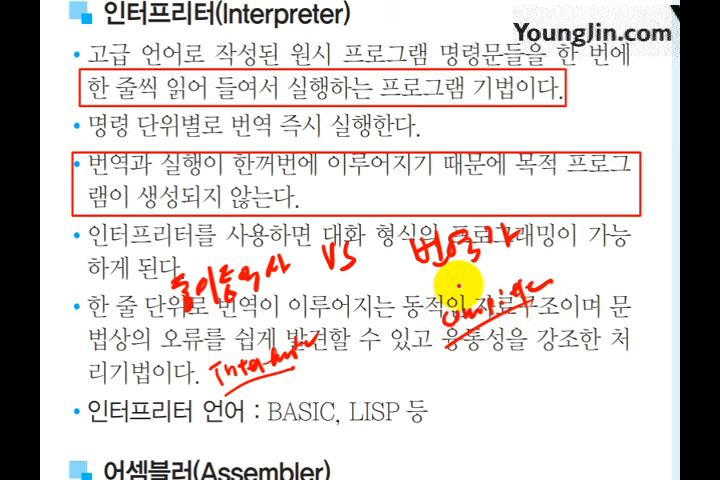 인터프리터(Interpreter)
YoungJin.com
• 고급 언어로 작성된 원시 프로그램 명령문들을 한 번에
한 줄씩 읽어 들여서 실행하는 프로그램 기법이다.
• 명령 단위별로 번역 즉시 실행한다.
• 번역과 실행이 한꺼번에 이루어지기 때문에 목적 프로그
램이 생성되지 않는다.
• 인터프리터를 사용하면 대화 형식의 프로그래밍이 가능
하게 된다.
VS 번역가
• 한 줄 단위로 번역이 이루어지는 동적인 자료구조이며 문
법상의 오류를 쉽게 발견할 수 있고 융통성을 강조한 처
리기법이다.
• 인터프리터 언어 : BASIC, LISP 등
어셈블러(Assembler)